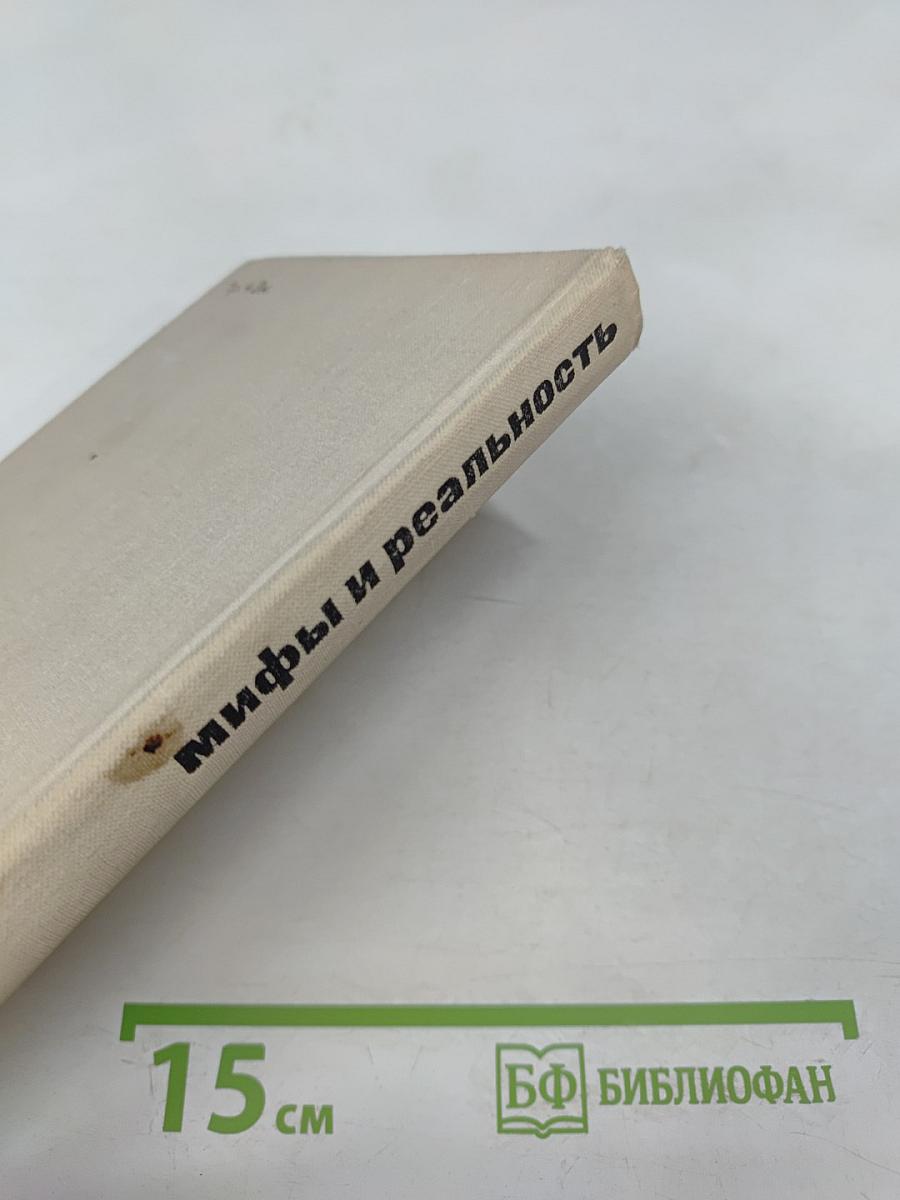 мифы и реальность
15 см
БФ БИБЛИОФАН